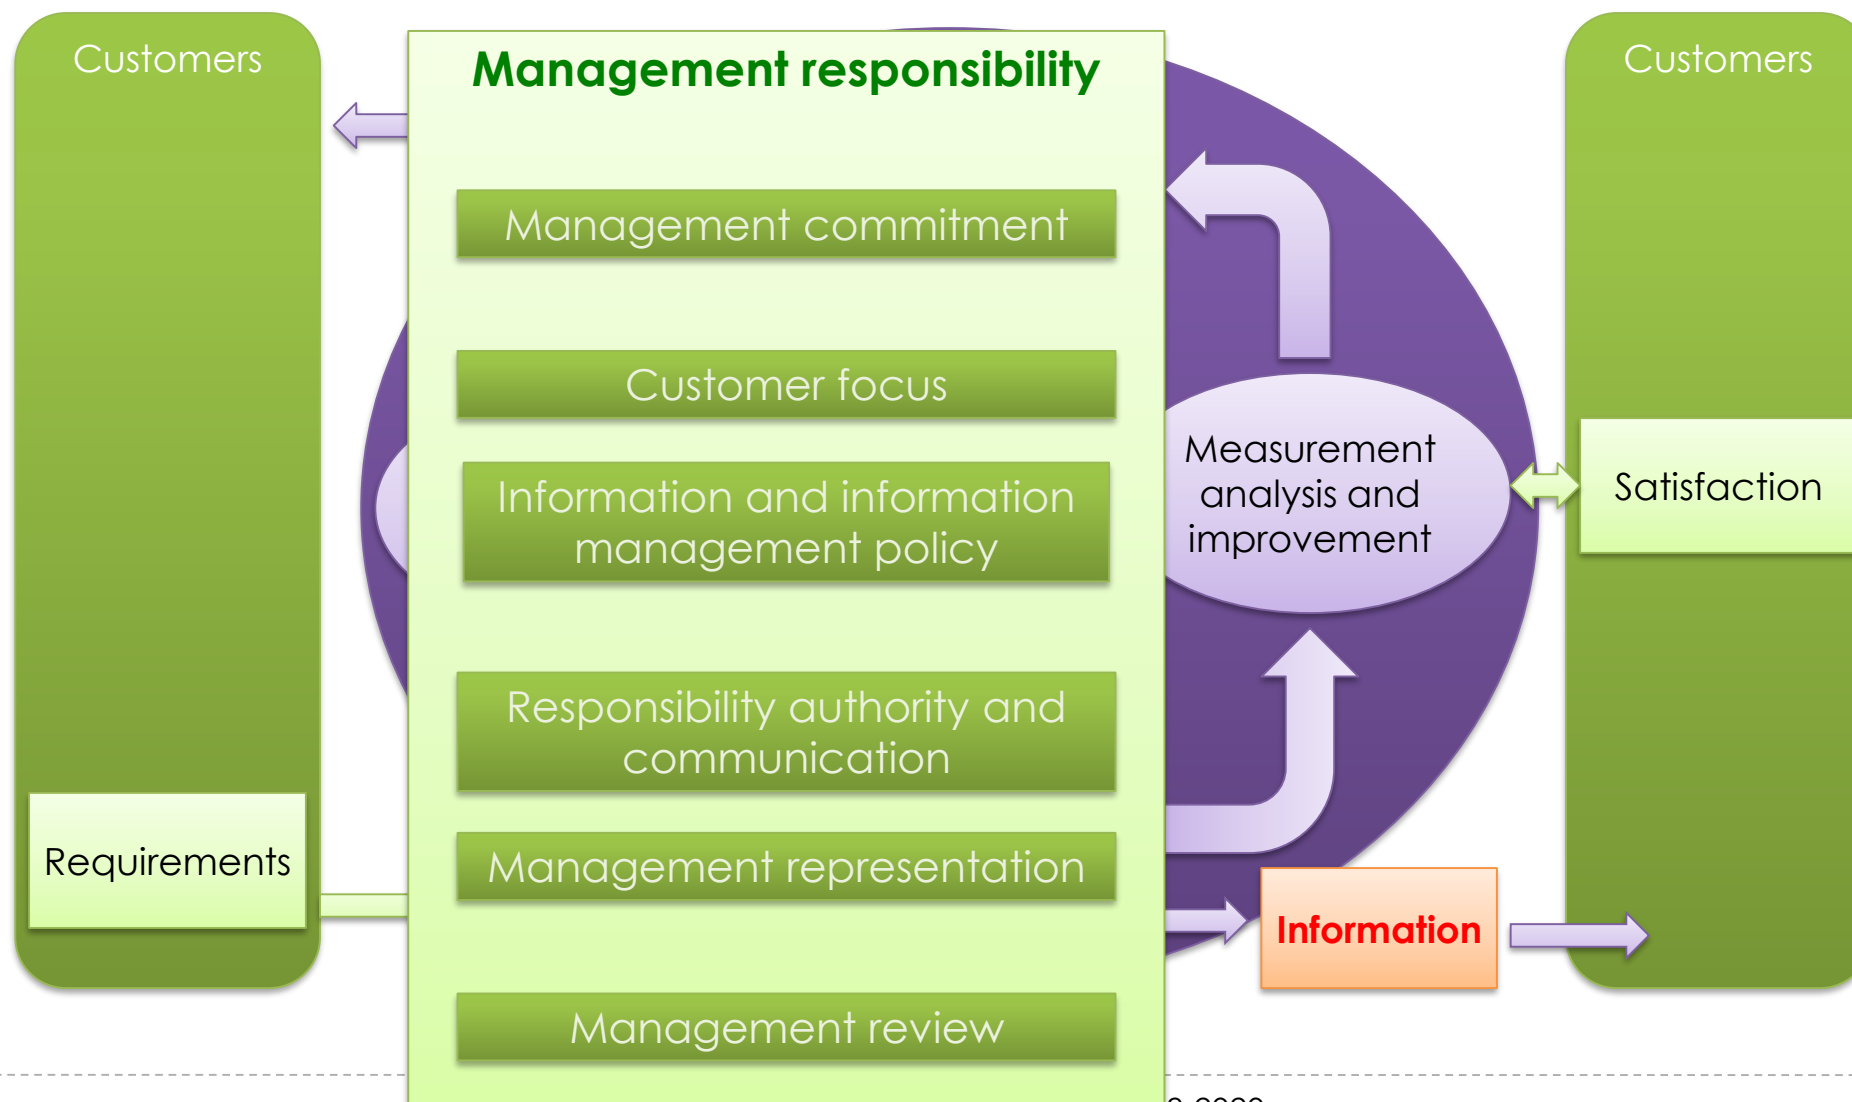 Customers
Management responsibility
Customers
Management commitment
Customer focus
Information and information
management policy
Measurement
analysis and
improvement
Satisfaction
Responsibility authority and
communication
Requirements
Management representation
Information
Management review